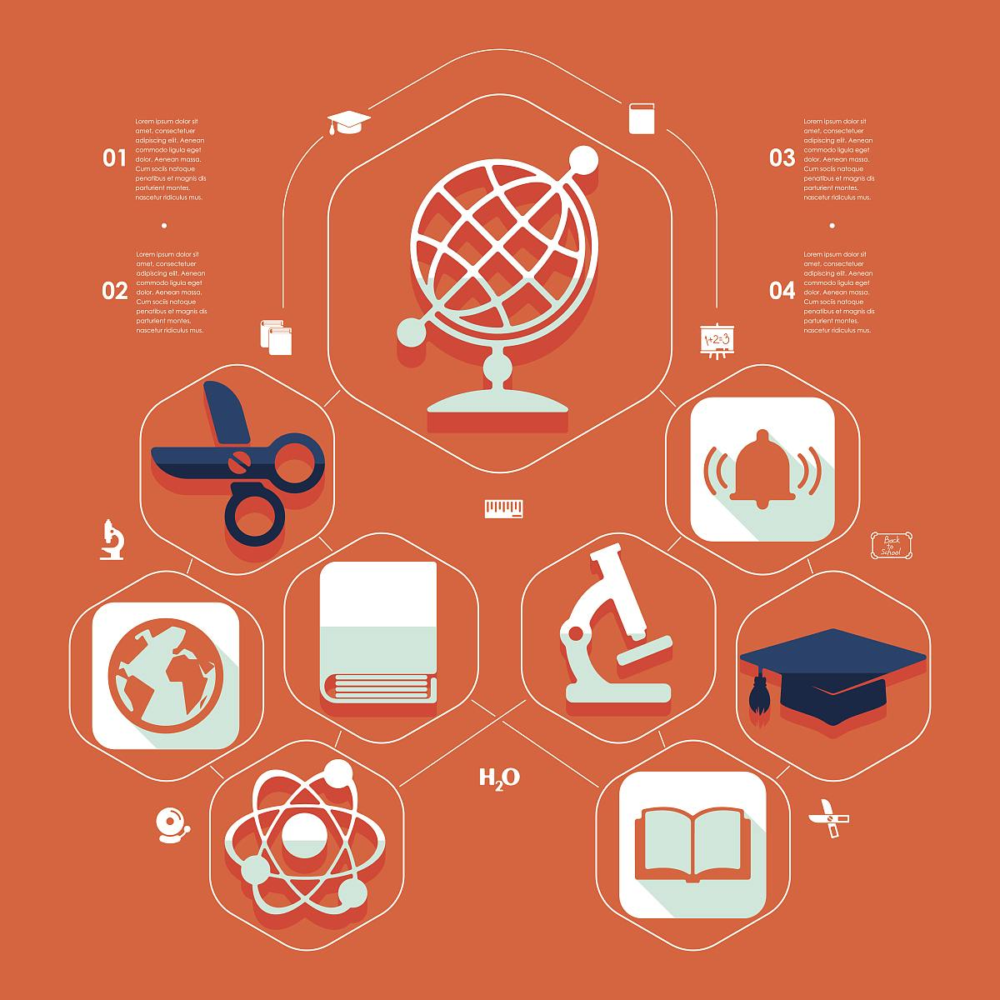 01
Lorem ipsum dolor sit
amet, consectetuer
adipiscing elit. Aenean
commodo ligula eget
dolor. Aenean massa.
Cum sociis natoque
penatibus et magnis dis
parturient montes.
nascetur ridiculus mus.
02
Lorem ipsum dolor sit
amet, consectetuer
adipiscing elit. Aenean
commodo ligula eget
dolor. Aenean massa.
Cum sociis natoque
penatibus et magnis dis
parturient montes.
nascetur ridiculus mus.
03
Lorem ipsum dolor sit
amet, consectetuer
adipiscing elit. Aenean
commodo ligula eget
dolor. Aenean massa.
Cum sociis natoque
penatibus et magnis dis
parturient montes.
nascetur ridiculus mus.
04
Lorem ipsum dolor sit
amet, consectetuer
adipiscing elit. Aenean
commodo ligula eget
dolor. Aenean massa.
Cum sociis natoque
penatibus et magnis dis
parturient montes.
nascetur ridiculus mus.
1+2=3
Back
to
School
H₂O